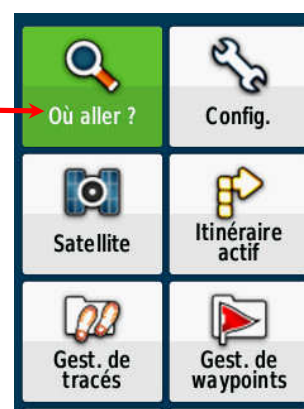 Où aller ?
Config.
Satellite
Itinéraire
actif
Gest. de
tracés
Gest. de
waypoints